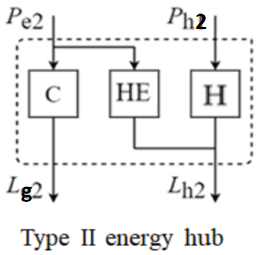 Pe2 Ph2
C HE H
Lg2 Lh2
Type II energy hub